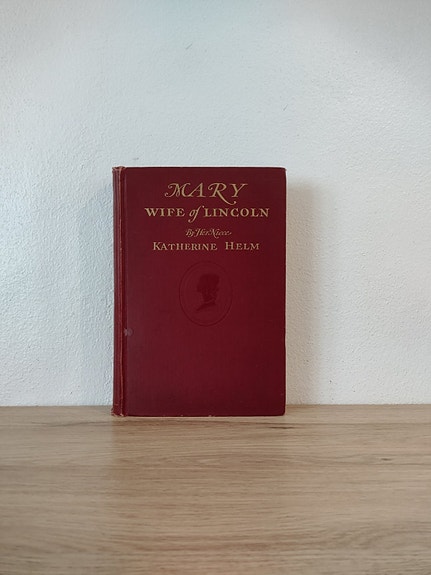 MARY
WIFE of LINCOLN
By Her Niece
KATHERINE HELM